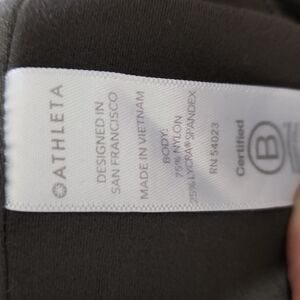 ATHLETA
DESIGNED IN
SAN FRANCISCO
MADE IN VIETNAM
BODY:
75% NYLON
25% LYCRA® SPANDEX
RN 54023
Certified
B